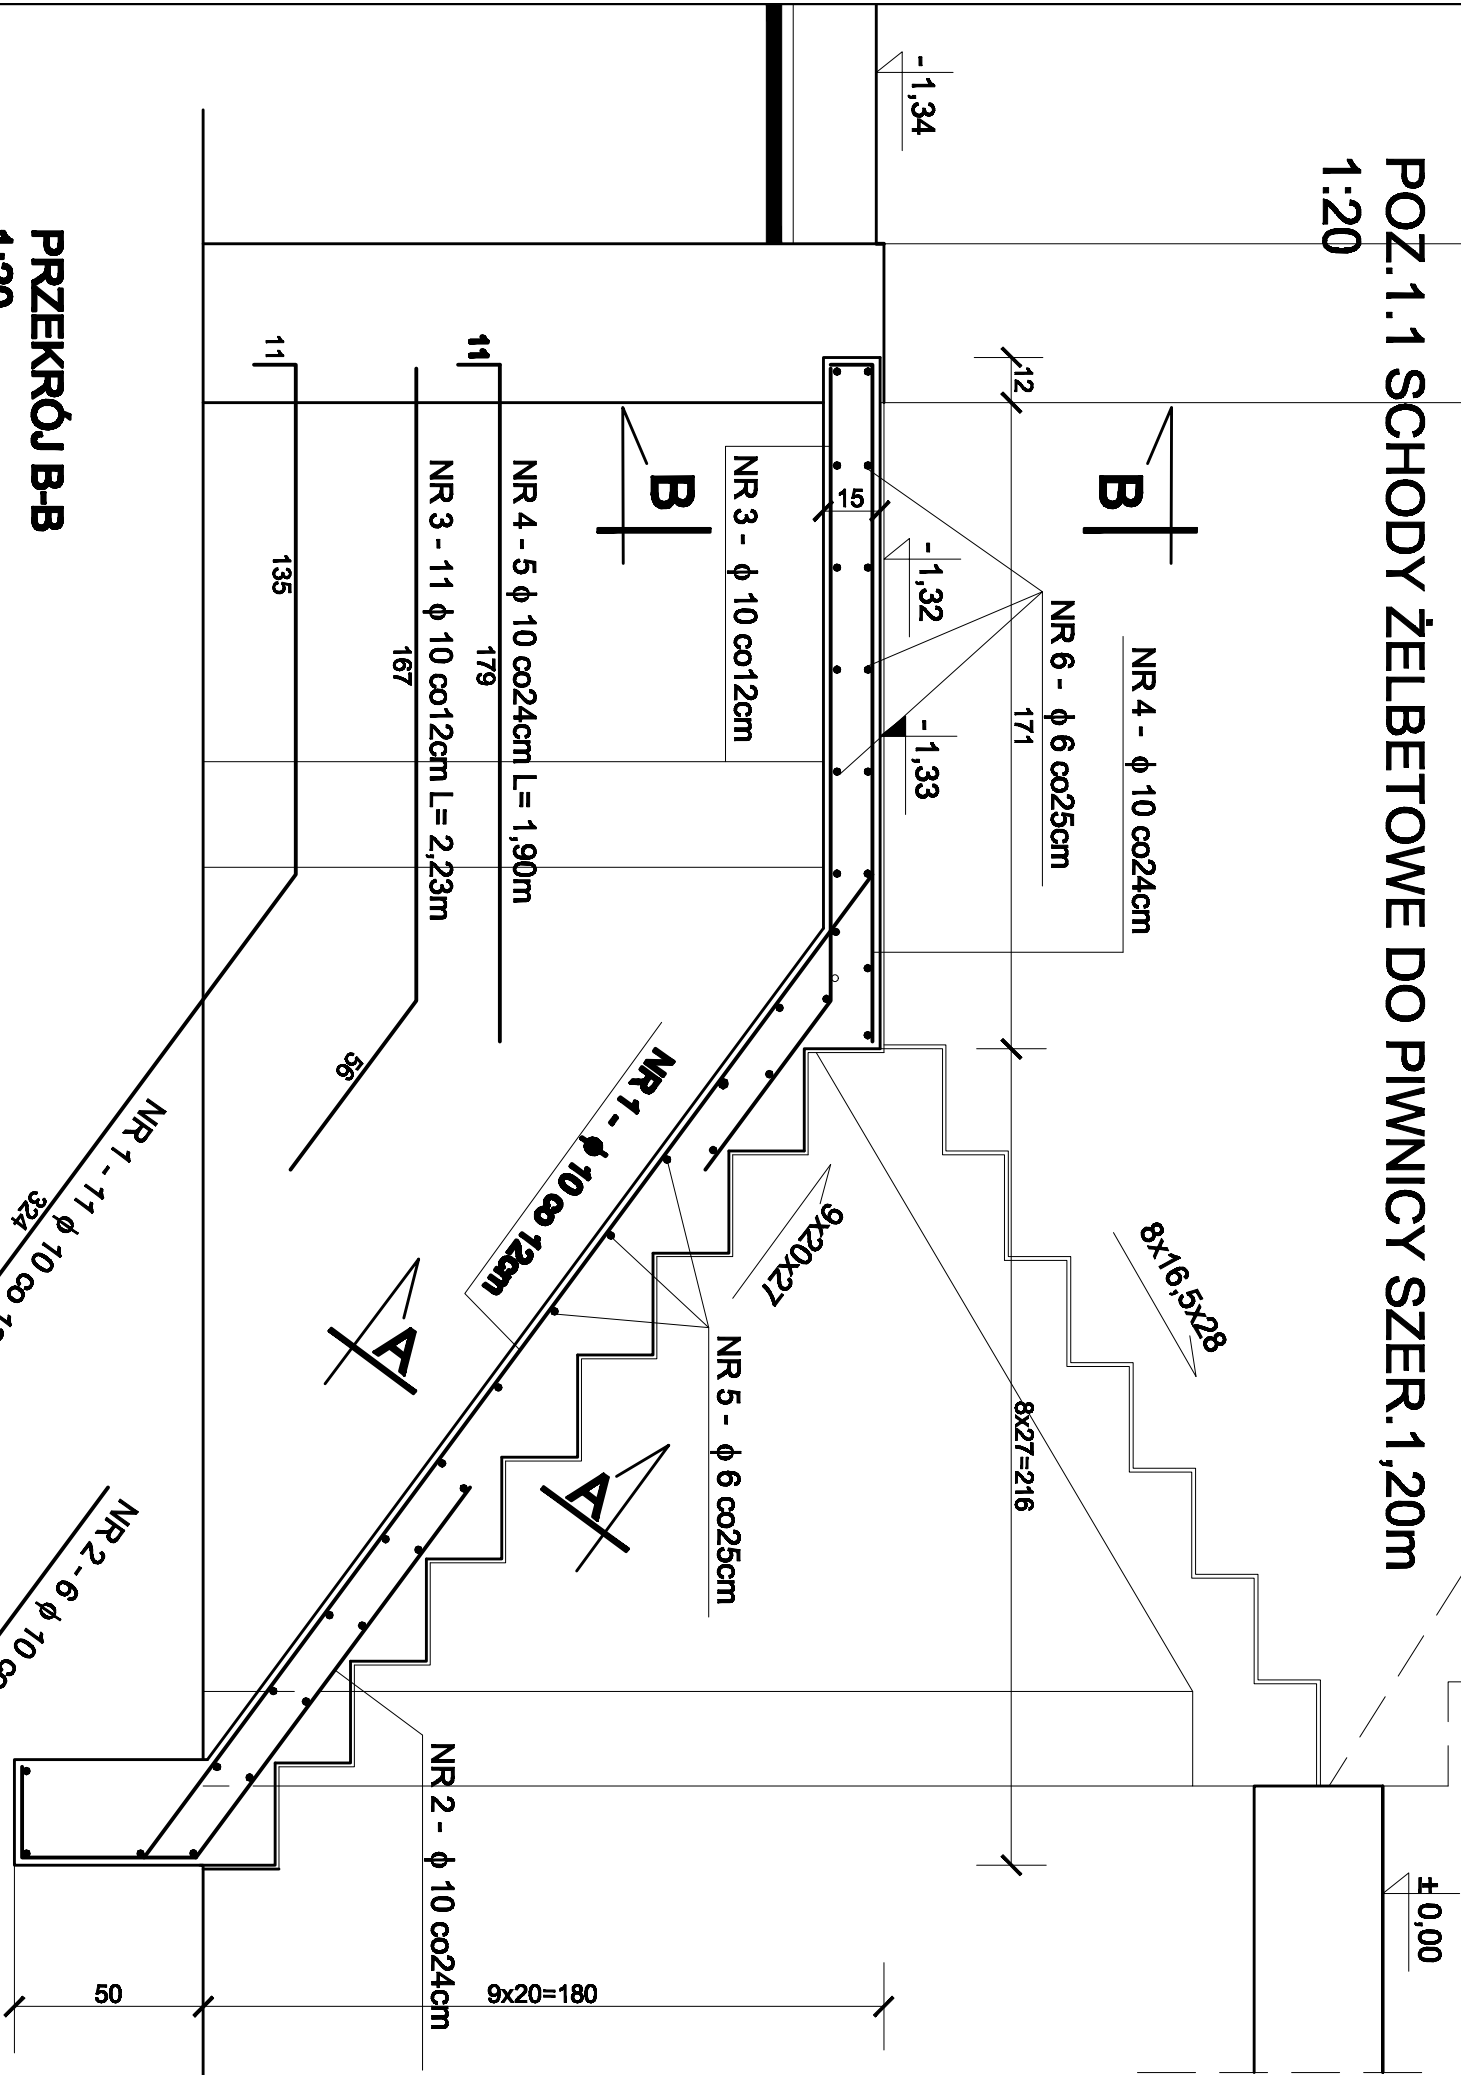 POZ.1.1 SCHODY ŻELBETOWE DO PIWNICY SZER.1,20m
1:20
- 1,34
± 0,00
8x16,5x28
12
171
8x27=216
B
NR 4 - ϕ 10 co24cm
NR 6 - ϕ 6 co25cm
- 1,32
- 1,33
15
9x20x27
NR 3 - ϕ 10 co12cm
B
NR 5 - ϕ 6 co25cm
NR 1 - ϕ 10 co 12cm
A
A
NR 4 - 5 ϕ 10 co24cm L= 1,90m
11
179
NR 3 - 11 ϕ 10 co12cm L= 2,23m
167
56
11
135
324
NR 1 - 11 ϕ 10 co
NR 2 - ϕ 10 co24cm
NR 2 - 6 ϕ 10
9x20=180
50
PRZEKRÓJ B-B
1:20